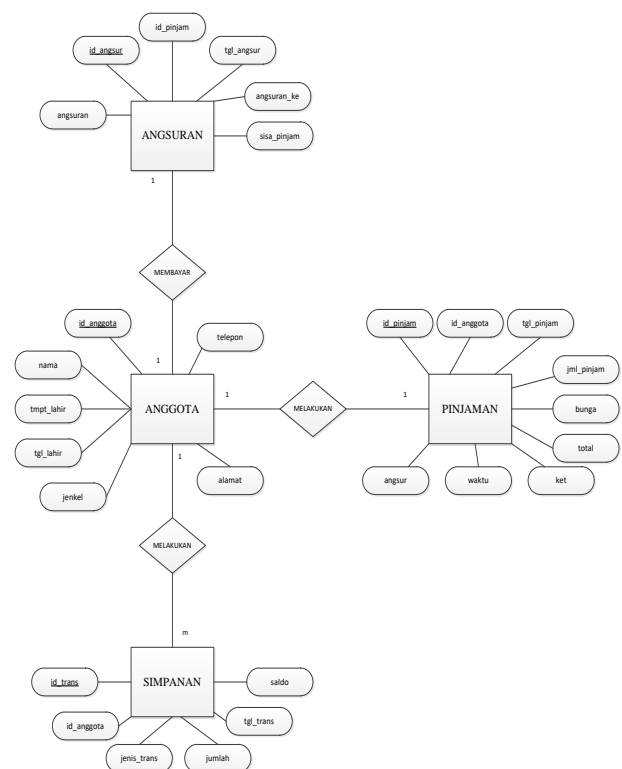 id_pinjam
id_angsur
tgl_angsur
angsuran_ke
angsuran
sisa_pinjam
ANGSURAN
1
MEMBAYAR
id_anggota
telepon
1
nama
tmpt_lahir
tgl_lahir
jenkel
ANGGOTA
1
1
alamat
MELAKUKAN
1
id_pinjam
id_anggota
tgl_pinjam
jml_pinjam
bunga
total
PINJAMAN
angsur
waktu
ket
MELAKUKAN
m
id_trans
saldo
SIMPANAN
id_anggota
tgl_trans
jenis_trans
jumlah